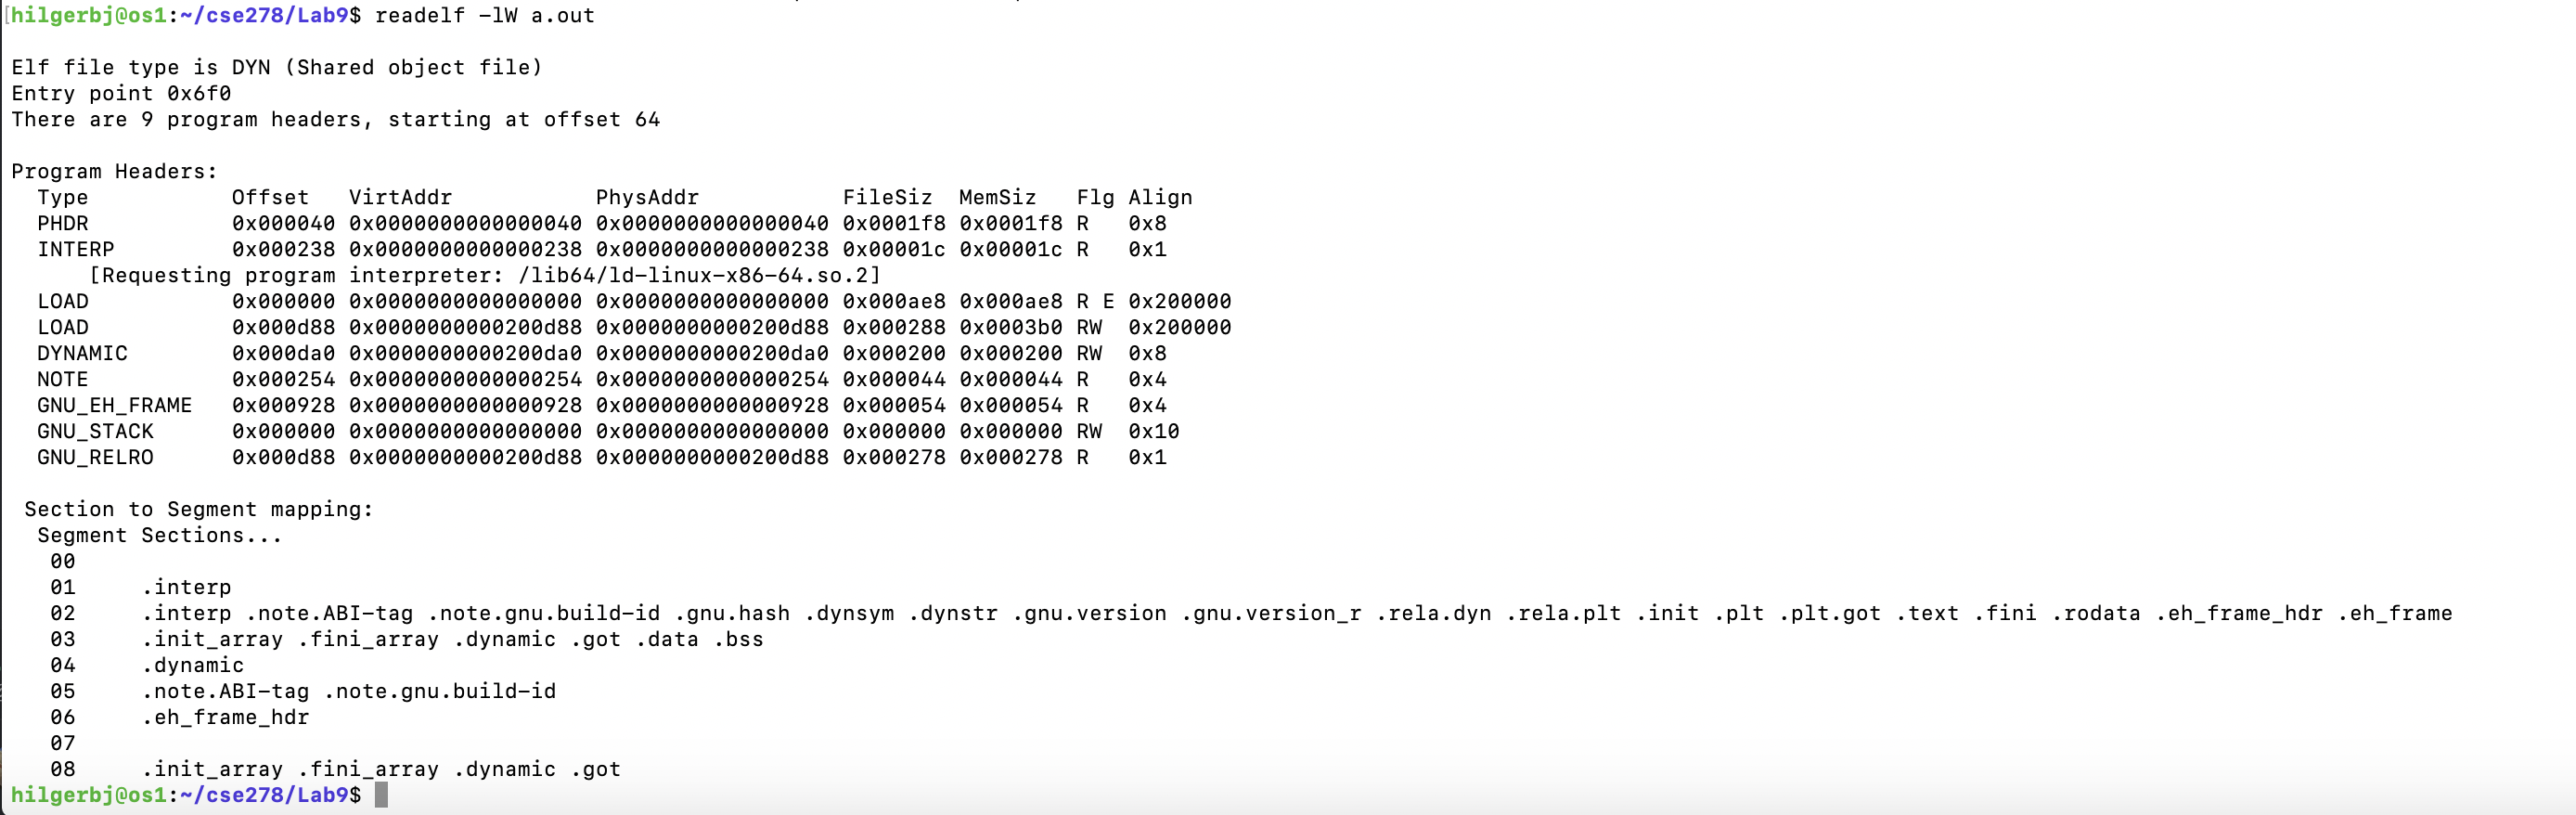 [hilgerbj@os1:~/cse278/Lab9$ readelf -lW a.out
Elf file type is DYN (Shared object file)
Entry point 0x6f0
There are 9 program headers, starting at offset 64
Program Headers:
  Type           Offset   VirtAddr           PhysAddr           FileSiz  MemSiz   Flg Align
  PHDR           0x000040 0x0000000000000040 0x0000000000000040 0x0001f8 0x0001f8 R   0x8
  INTERP         0x000238 0x0000000000000238 0x0000000000000238 0x00001c 0x00001c R   0x1
      [Requesting program interpreter: /lib64/ld-linux-x86-64.so.2]
  LOAD           0x000000 0x0000000000000000 0x0000000000000000 0x000ae8 0x000ae8 R E 0x200000
  LOAD           0x000d88 0x0000000000200d88 0x0000000000200d88 0x000288 0x0003b0 RW  0x200000
  DYNAMIC        0x000da0 0x0000000000200da0 0x0000000000200da0 0x000200 0x000200 RW  0x8
  NOTE           0x000254 0x0000000000000254 0x0000000000000254 0x000044 0x000044 R   0x4
  GNU_EH_FRAME   0x000928 0x0000000000000928 0x0000000000000928 0x000054 0x000054 R   0x4
  GNU_STACK      0x000000 0x0000000000000000 0x0000000000000000 0x000000 0x000000 RW  0x10
  GNU_RELRO      0x000d88 0x0000000000200d88 0x0000000000200d88 0x000278 0x000278 R   0x1
 Section to Segment mapping:
  Segment Sections...
   00
   01     .interp
   02     .interp .note.ABI-tag .note.gnu.build-id .gnu.hash .dynsym .dynstr .gnu.version .gnu.version_r .rela.dyn .rela.plt .init .plt .plt.got .text .fini .rodata .eh_frame_hdr .eh_frame
   03     .init_array .fini_array .dynamic .got .data .bss
   04     .dynamic
   05     .note.ABI-tag .note.gnu.build-id
   06     .eh_frame_hdr
   07
   08     .init_array .fini_array .dynamic .got
hilgerbj@os1:~/cse278/Lab9$